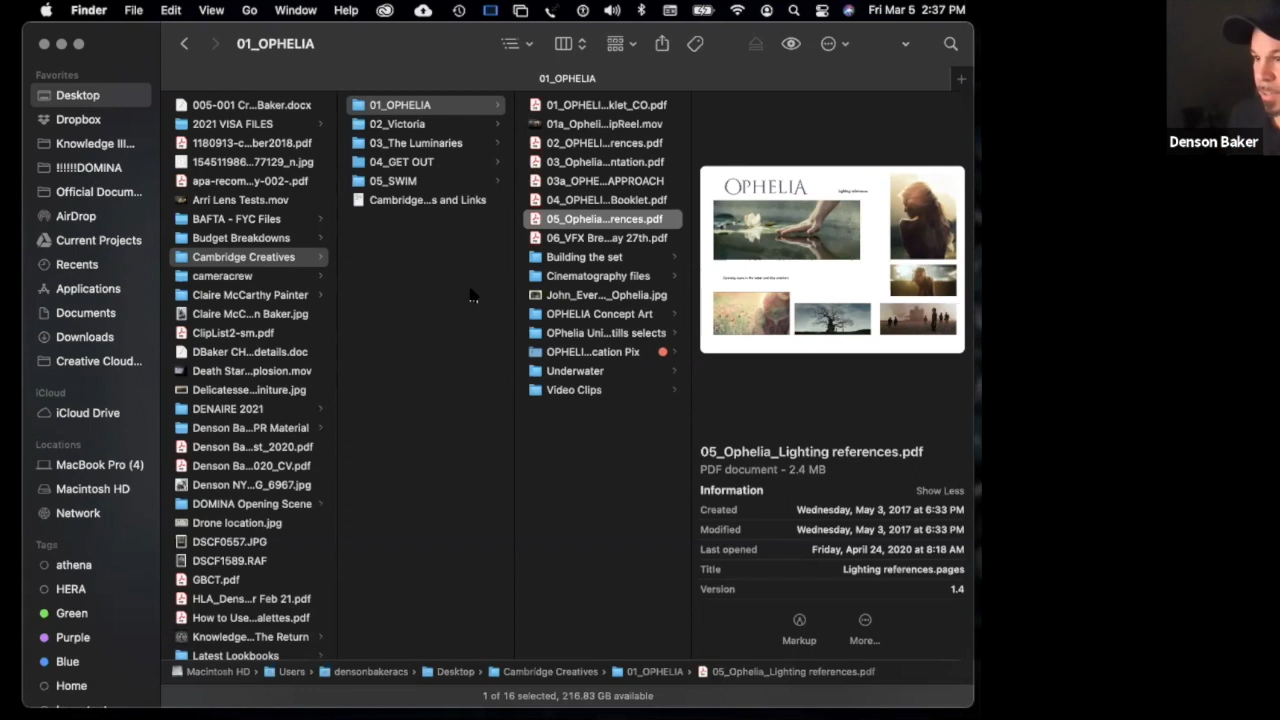 Finder File Edit View Go Window Help Fri Mar 5 2:37 PM
01_OPHELIA
01_OPHELIA
Favorites
Desktop
Dropbox
Knowledge Ill...
!!!!!!DOMINA
Official Docum...
AirDrop
Current Projects
Recents
Applications
Documents
Downloads
Creative Cloud...
iCloud
iCloud Drive
Locations
MacBook Pro (4)
Macintosh HD
Network
Tags
athena
HERA
Green
Purple
Blue
Home
005-001 Cr...Baker.docx
2021 VISA FILES
1180913-c...ber2018.pdf
154511986...77129_n.jpg
apa-recom...y-002-.pdf
Arri Lens Tests.mov
BAFTA - FYC Files
Budget Breakdowns
Cambridge Creatives
cameracrew
Claire McCarthy Painter
Claire McC...n Baker.jpg
ClipList2-sm.pdf
DBaker CH...details.doc
Death Star...plosion.mov
Delicatesse...initure.jpg
DENAIRE 2021
Denson Ba...PR Material
Denson Ba...st_2020.pdf
Denson Ba...020_CV.pdf
Denson NY...G_6967.jpg
DOMINA Opening Scene
Drone location.jpg
DSCF0557.JPG
DSCF1589.RAF
GBCT.pdf
HLA_Dens...r Feb 21.pdf
How to Use...alettes.pdf
Knowledge...The Return
Latest Lookbooks
01_OPHELIA
02_Victoria
03_The Luminaries
04_GET OUT
05_SWIM
Cambridge...s and Links
01_OPHELI...klet_CO.pdf
01a_Opheli...ipReel.mov
02_OPHELI...rences.pdf
03_Ophelia...ntation.pdf
03a_OPHE...APPROACH
04_OPHELI...Booklet.pdf
05_Ophelia...rences.pdf
06_VFX Bre...ay 27th.pdf
Building the set
Cinematography files
John_Ever..._Ophelia.jpg
OPHELIA Concept Art
OPhelia Uni...tills selects
OPHELI...cation Pix
Underwater
Video Clips
OPHELIA
Lighting references
05_Ophelia_Lighting references.pdf
PDF document - 2.4 MB
Information Show Less
Created Wednesday, May 3, 2017 at 6:33 PM
Modified Wednesday, May 3, 2017 at 6:33 PM
Last opened Friday, April 24, 2020 at 8:18 AM
Title Lighting references.pages
Version 1.4
Markup More...
Macintosh HD Users densonbakeracs Desktop Cambridge Creatives 01_OPHELIA 05_Ophelia_Lighting references.pdf
1 of 16 selected, 216.83 GB available
Denson Baker